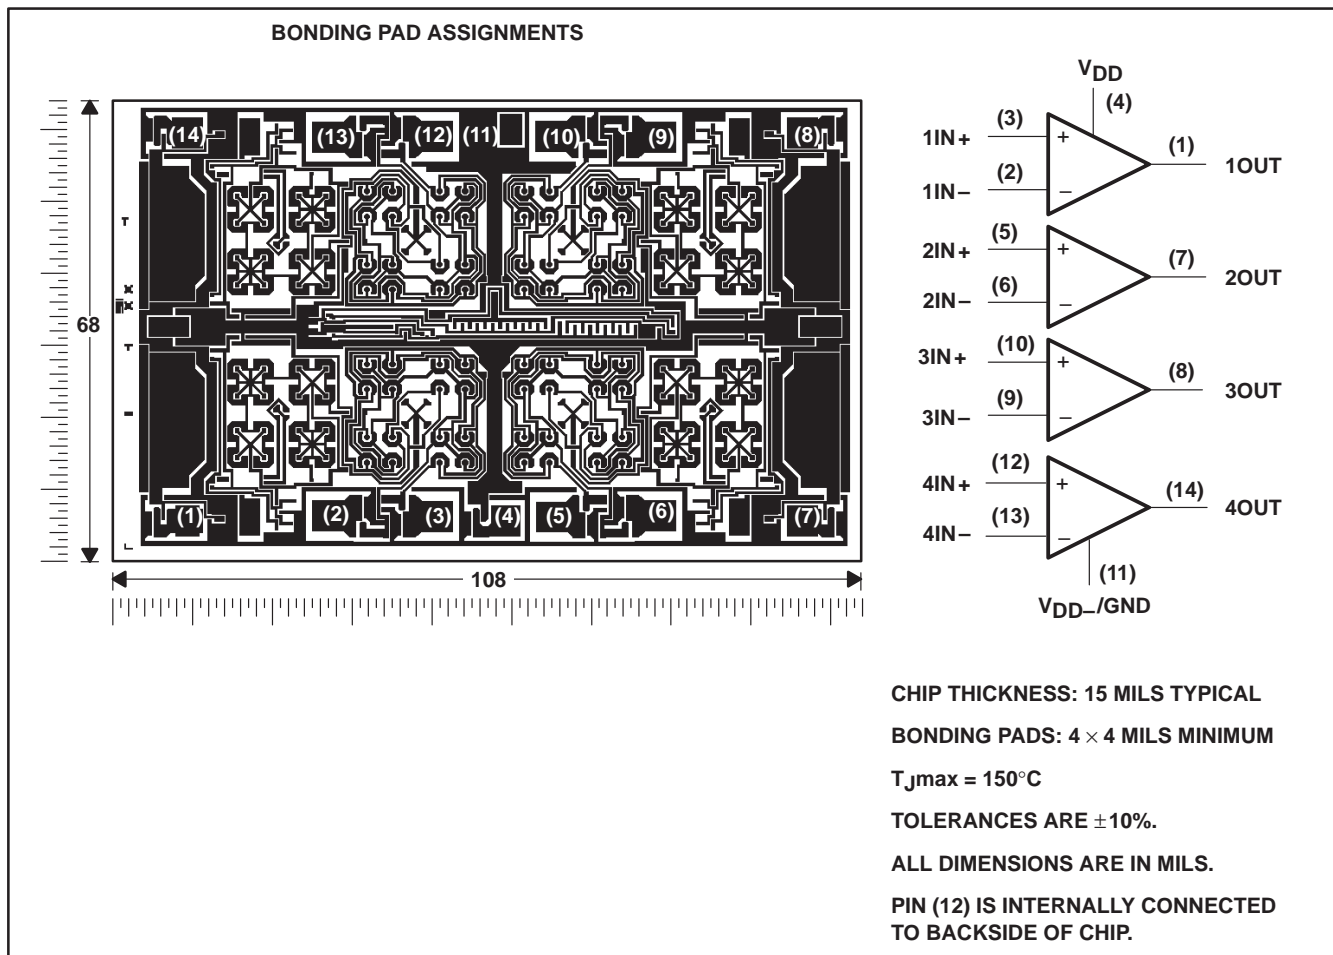 BONDING PAD ASSIGNMENTS
(14)
(13)
(12)
(11)
(10)
(9)
(8)
68
(1)
(2)
(3)
(4)
(5)
(6)
(7)
108
VDD
(4)
1IN+
(3)
+
1IN−
(2)
−
(1)
1OUT
2IN+
(5)
+
2IN−
(6)
−
(7)
2OUT
3IN+
(10)
+
3IN−
(9)
−
(8)
3OUT
4IN+
(12)
+
4IN−
(13)
−
(14)
4OUT
(11)
VDD−/GND
CHIP THICKNESS: 15 MILS TYPICAL
BONDING PADS: 4 × 4 MILS MINIMUM
TJmax = 150°C
TOLERANCES ARE ±10%.
ALL DIMENSIONS ARE IN MILS.
PIN (12) IS INTERNALLY CONNECTED
TO BACKSIDE OF CHIP.